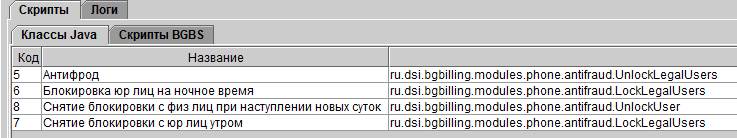 Скрипты Логи
Классы Java Скрипты BGBS
Код Название
5 Антифрод ru.dsi.bgbilling.modules.phone.antifraud.UnlockLegalUsers
6 Блокировка юр лиц на ночное время ru.dsi.bgbilling.modules.phone.antifraud.LockLegalUsers
8 Снятие блокировки с физ лиц при наступлении новых суток ru.dsi.bgbilling.modules.phone.antifraud.UnlockUser
7 Снятие блокировки с юр лиц утром ru.dsi.bgbilling.modules.phone.antifraud.LockLegalUsers